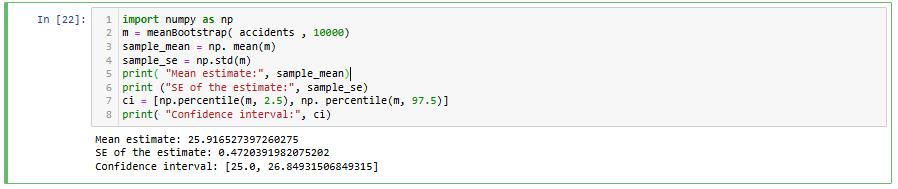 In [22]:
1 import numpy as np
2 m = meanBootstrap( accidents , 10000)
3 sample_mean = np. mean(m)
4 sample_se = np.std(m)
5 print( "Mean estimate:", sample_mean)
6 print ("SE of the estimate:", sample_se)
7 ci = [np.percentile(m, 2.5), np. percentile(m, 97.5)]
8 print( "Confidence interval:", ci)
Mean estimate: 25.916527397260275
SE of the estimate: 0.4720391982075202
Confidence interval: [25.0, 26.84931506849315]